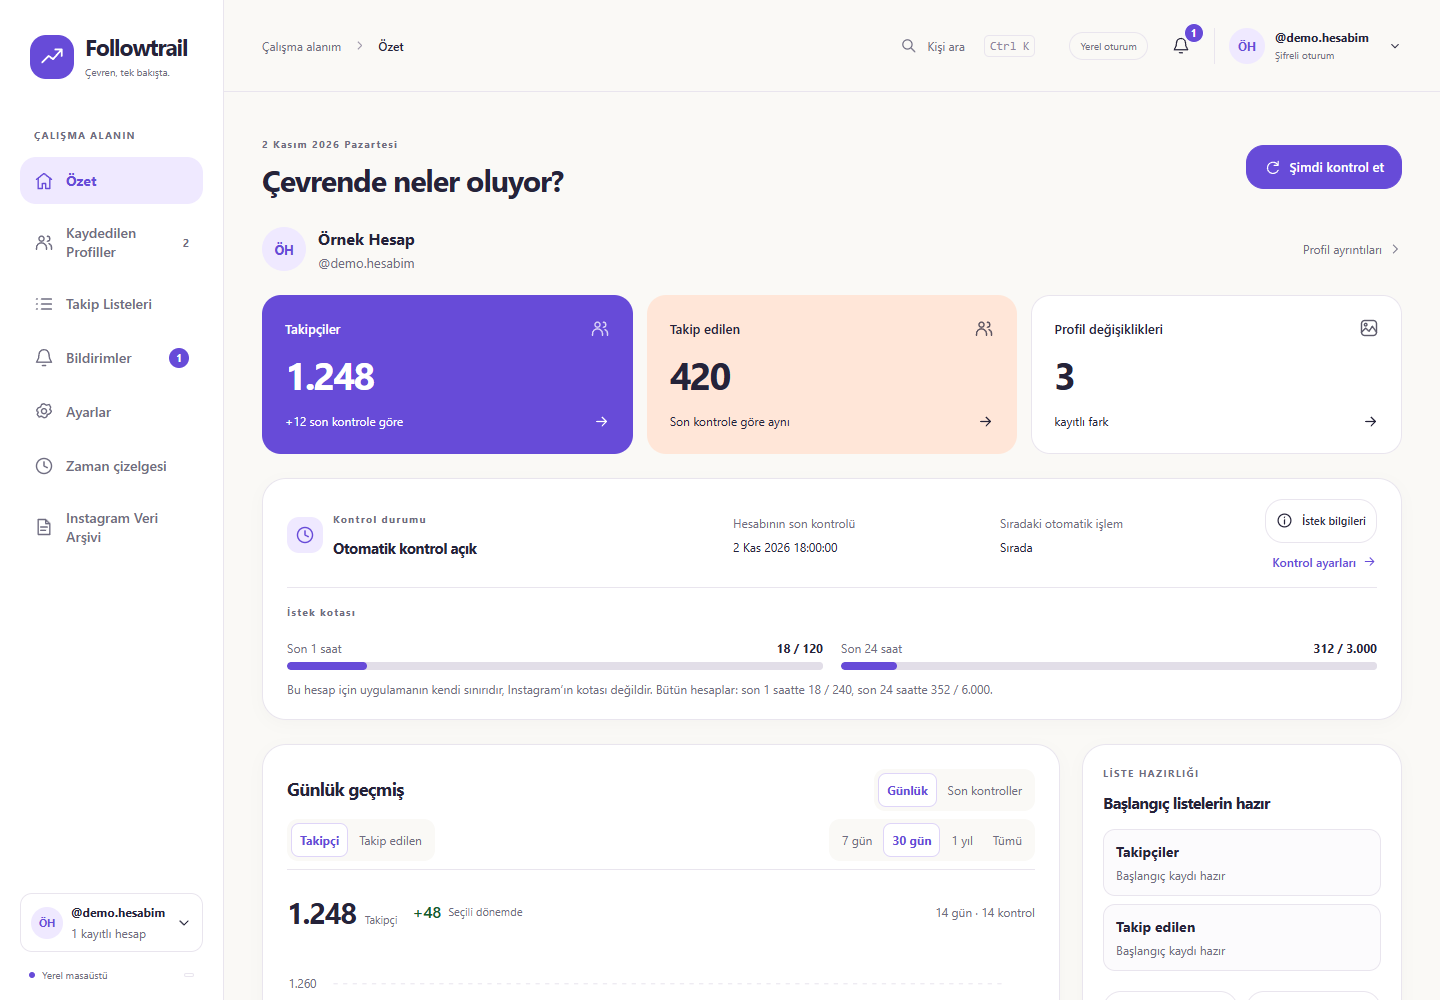 Followtrail
Çevren, tek bakışta.
ÇALIŞMA ALANIN
Özet
Kaydedilen
Profiller
2
Takip Listeleri
Bildirimler
1
Ayarlar
Zaman çizelgesi
Instagram Veri
Arşivi
ÖH
@demo.hesabim
1 kayıtlı hesap
Yerel masaüstü
Çalışma alanım
Özet
Kişi ara
Ctrl K
Yerel oturum
1
ÖH
@demo.hesabim
Şifreli oturum
2 Kasım 2026 Pazartesi
Çevrende neler oluyor?
Şimdi kontrol et
ÖH
Örnek Hesap
@demo.hesabim
Profil ayrıntıları
Takipçiler
1.248
+12 son kontrole göre
Takip edilen
420
Son kontrole göre aynı
Profil değişiklikleri
3
kayıtlı fark
Kontrol durumu
Otomatik kontrol açık
Hesabının son kontrolü
2 Kas 2026 18:00:00
Sıradaki otomatik işlem
Sırada
İstek bilgileri
Kontrol ayarları
İstek kotası
Son 1 saat
18 / 120
Son 24 saat
312 / 3.000
Bu hesap için uygulamanın kendi sınırıdır, Instagram'ın kotası değildir. Bütün hesaplar: son 1 saatte 18 / 240, son 24 saatte 352 / 6.000.
Günlük geçmiş
Günlük
Son kontroller
Takipçi
Takip edilen
7 gün
30 gün
1 yıl
Tümü
1.248 Takipçi +48 Seçili dönemde
14 gün · 14 kontrol
1.260
LİSTE HAZIRLIĞI
Başlangıç listelerin hazır
Takipçiler
Başlangıç kaydı hazır
Takip edilen
Başlangıç kaydı hazır